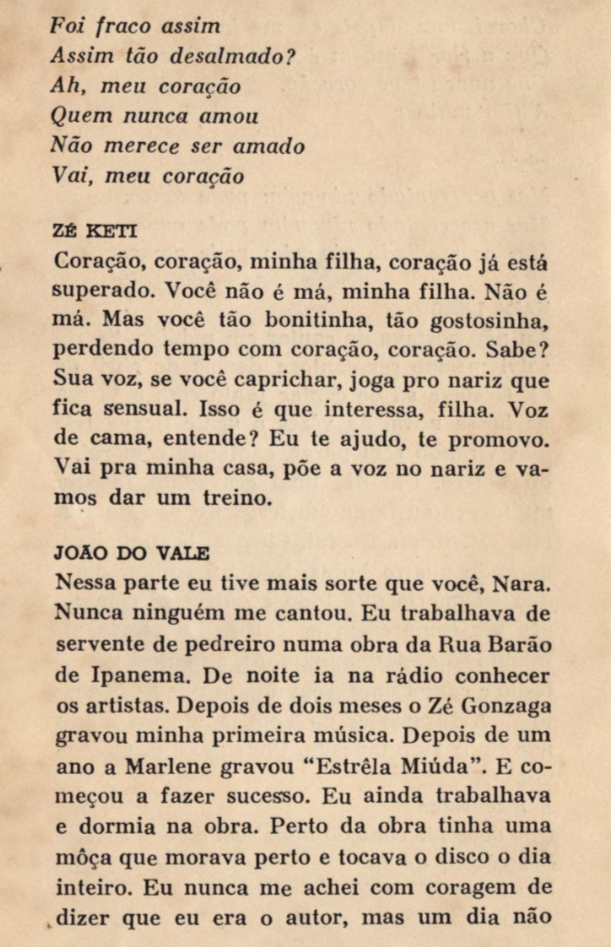 Foi fraco assim
Assim tão desalmado?
Ah, meu coração
Quem nunca amou
Não merece ser amado
Vai, meu coração
ZÉ KETI
Coração, coração, minha filha, coração já está
superado. Você não é má, minha filha. Não é
má. Mas você tão bonitinha, tão gostosinha,
perdendo tempo com coração, coração. Sabe?
Sua voz, se você caprichar, joga pro nariz que
fica sensual. Isso é que interessa, filha. Voz
de cama, entende? Eu te ajudo, te promovo.
Vai pra minha casa, põe a voz no nariz e va-
mos dar um treino.
JOÃO DO VALE
Nessa parte eu tive mais sorte que você, Nara.
Nunca ninguém me cantou. Eu trabalhava de
servente de pedreiro numa obra da Rua Barão
de Ipanema. De noite ia na rádio conhecer
os artistas. Depois de dois meses o Zé Gonzaga
gravou minha primeira música. Depois de um
ano a Marlene gravou “Estrêla Miúda”. E co-
meçou a fazer sucesso. Eu ainda trabalhava
e dormia na obra. Perto da obra tinha uma
môça que morava perto e tocava o disco o dia
inteiro. Eu nunca me achei com coragem de
dizer que eu era o autor, mas um dia não